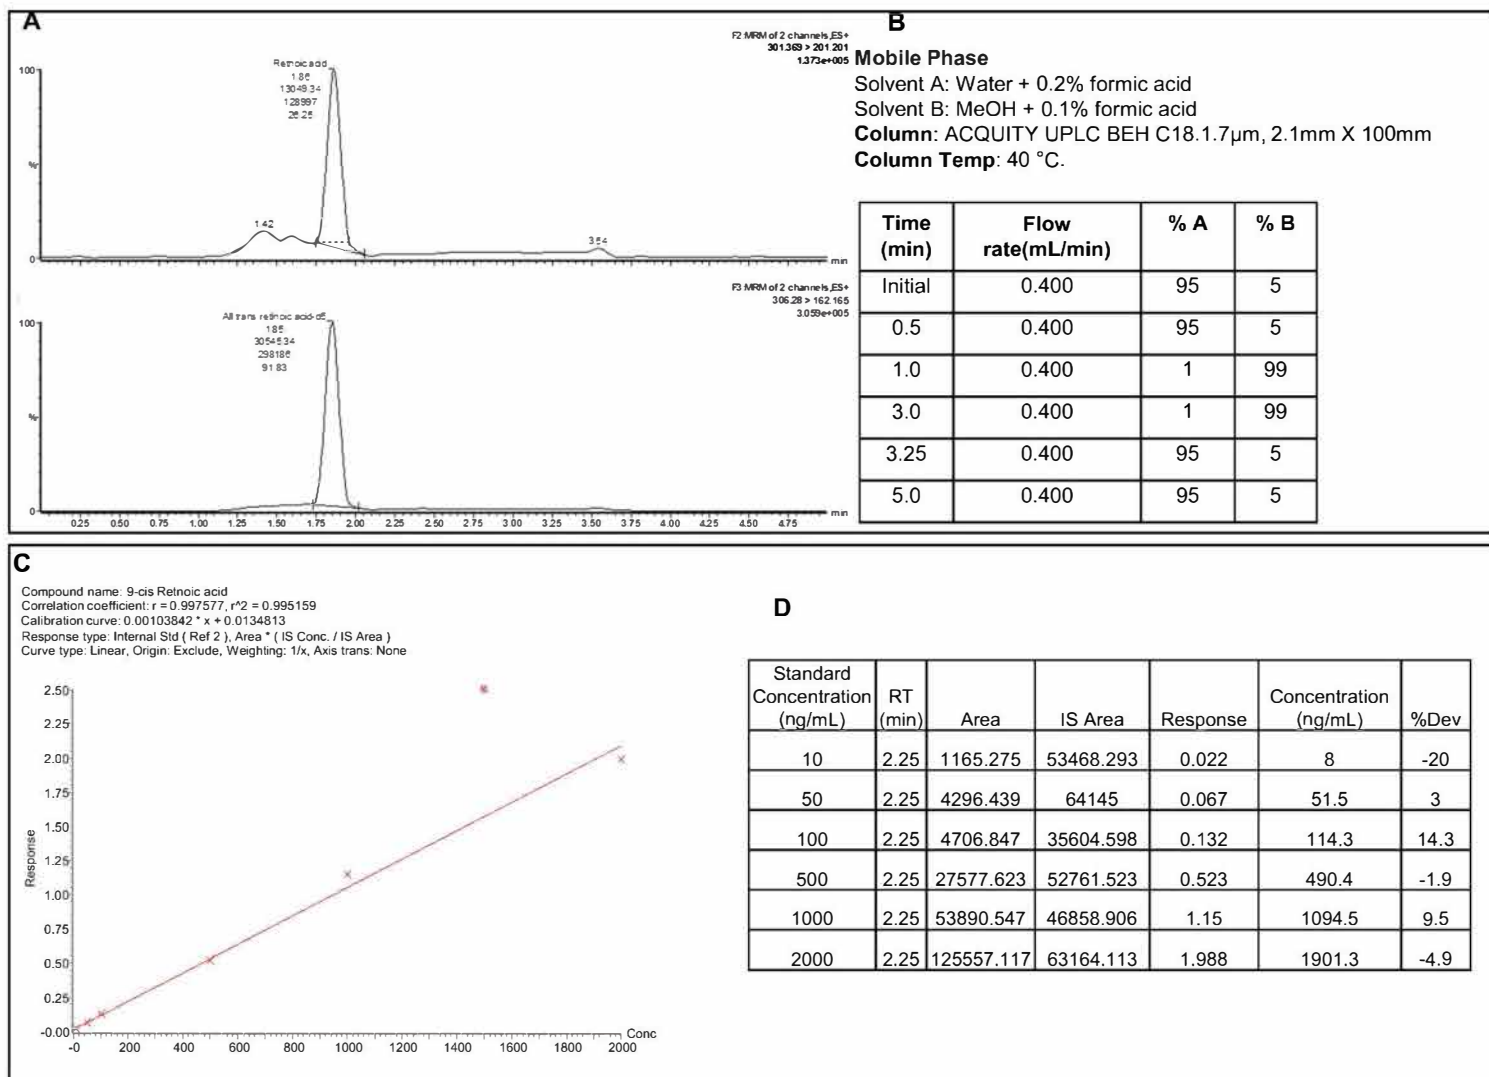 A
F2:MRM of 2 channels,ES+
301.369 > 201.201
1.373e+005
Retnoic acid
1.86
13049.34
128997
26.25
100
%
0
1.42
3.54
min
F3:MRM of 2 channels,ES+
306.28 > 162.165
3.059e+005
All trans retinoic acid-d5
1.85
30545.34
298186
91.83
100
%
0
min
0.25 0.50 0.75 1.00 1.25 1.50 1.75 2.00 2.25 2.50 2.75 3.00 3.25 3.50 3.75 4.00 4.25 4.50 4.75
B
Mobile Phase
Solvent A: Water + 0.2% formic acid
Solvent B: MeOH + 0.1% formic acid
Column: ACQUITY UPLC BEH C18.1.7µm, 2.1mm X 100mm
Column Temp: 40 °C.
Time (min) Flow rate(mL/min) % A % B
Initial 0.400 95 5
0.5 0.400 95 5
1.0 0.400 1 99
3.0 0.400 1 99
3.25 0.400 95 5
5.0 0.400 95 5
C
Compound name: 9-cis Retnoic acid
Correlation coefficient: r = 0.997577, r^2 = 0.995159
Calibration curve: 0.00103842 * x + 0.0134813
Response type: Internal Std ( Ref 2 ), Area * ( IS Conc. / IS Area )
Curve type: Linear, Origin: Exclude, Weighting: 1/x, Axis trans: None
Response
2.50
2.25
2.00
1.75
1.50
1.25
1.00
0.75
0.50
0.25
-0.00
-0 200 400 600 800 1000 1200 1400 1600 1800 2000
Conc
D
Standard Concentration (ng/mL) RT (min) Area IS Area Response Concentration (ng/mL) %Dev
10 2.25 1165.275 53468.293 0.022 8 -20
50 2.25 4296.439 64145 0.067 51.5 3
100 2.25 4706.847 35604.598 0.132 114.3 14.3
500 2.25 27577.623 52761.523 0.523 490.4 -1.9
1000 2.25 53890.547 46858.906 1.15 1094.5 9.5
2000 2.25 125557.117 63164.113 1.988 1901.3 -4.9